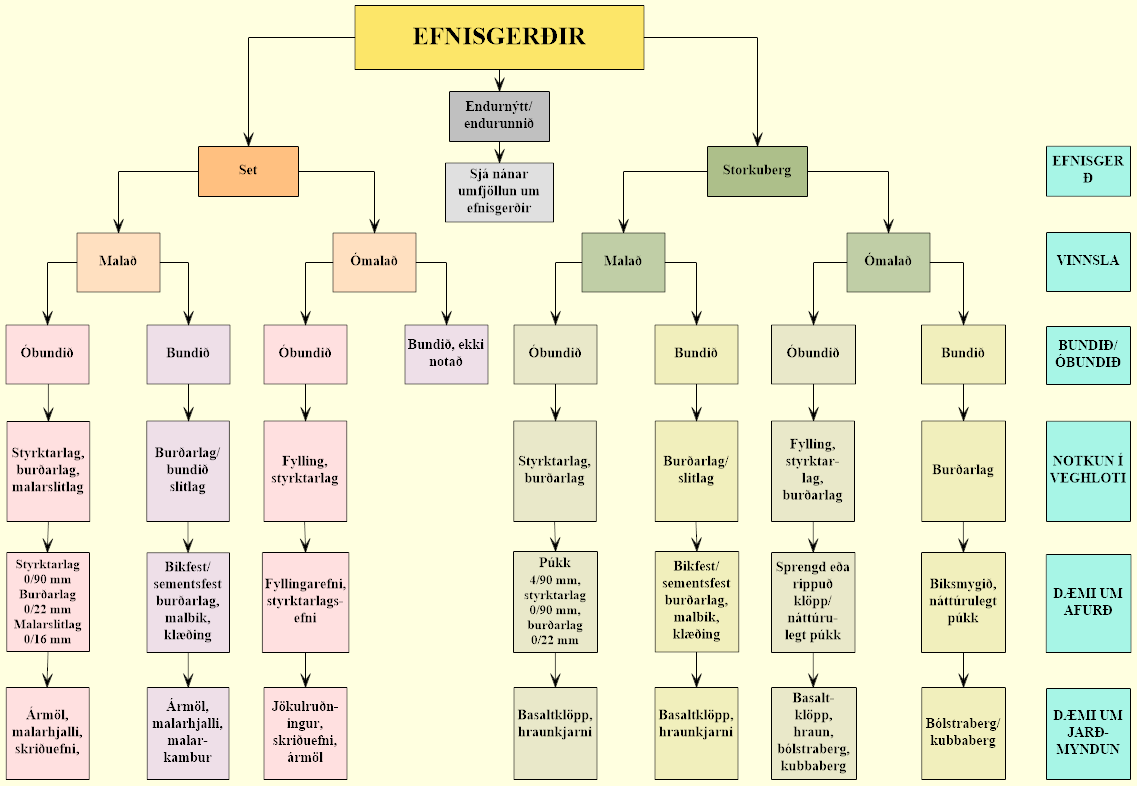 EFNISGERÐIR
Endurnýtt/
endurunnið
Sjá nánar
umfjöllun um
efnisgerðir
Set
Storkuberg
EFNISGER
Ð
Malað
Ómalað
Malað
Ómalað
VINNSLA
Óbundið
Bundið
Óbundið
Bundið, ekki
notað
Óbundið
Bundið
Óbundið
Bundið
BUNDIÐ/
ÓBUNDIÐ
Styrktarlag,
burðarlag,
malarslitlag
Burðarlag/
bundið
slitlag
Fylling,
styrktarlag
Styrktarlag,
burðarlag
Burðarlag/
slitlag
Fylling,
styrktar-
lag,
burðarlag
Burðarlag
NOTKUN Í
VEGHLOTI
Styrktarlag
0/90 mm
Burðarlag
0/22 mm
Malarslitlag
0/16 mm
Bikfest/
sementsfest
burðarlag,
malbik,
klæðing
Fyllingarefni,
styrktarlags-
efni
Púkk
4/90 mm,
styrktarlag
0/90 mm,
burðarlag
0/22 mm
Bikfest/
sementsfest
burðarlag,
malbik,
klæðing
Sprengd eða
rippuð
klöpp/
náttúru-
legt púkk
Biksmygið,
náttúrulegt
púkk
DÆMI UM
AFURÐ
Ármöl,
malarhjalli,
skriðuefni,
Ármöl,
malarhjalli,
malar-
kambur
Jökulruðn-
ingur,
skriðuefni,
ármöl
Basaltklöpp,
hraunkjarni
Basaltklöpp,
hraunkjarni
Basalt-
klöpp,
hraun,
bólstraberg,
kubbaberg
Bólstraberg/
kubbaberg
DÆMI UM
JARÐ-
MYNDUN